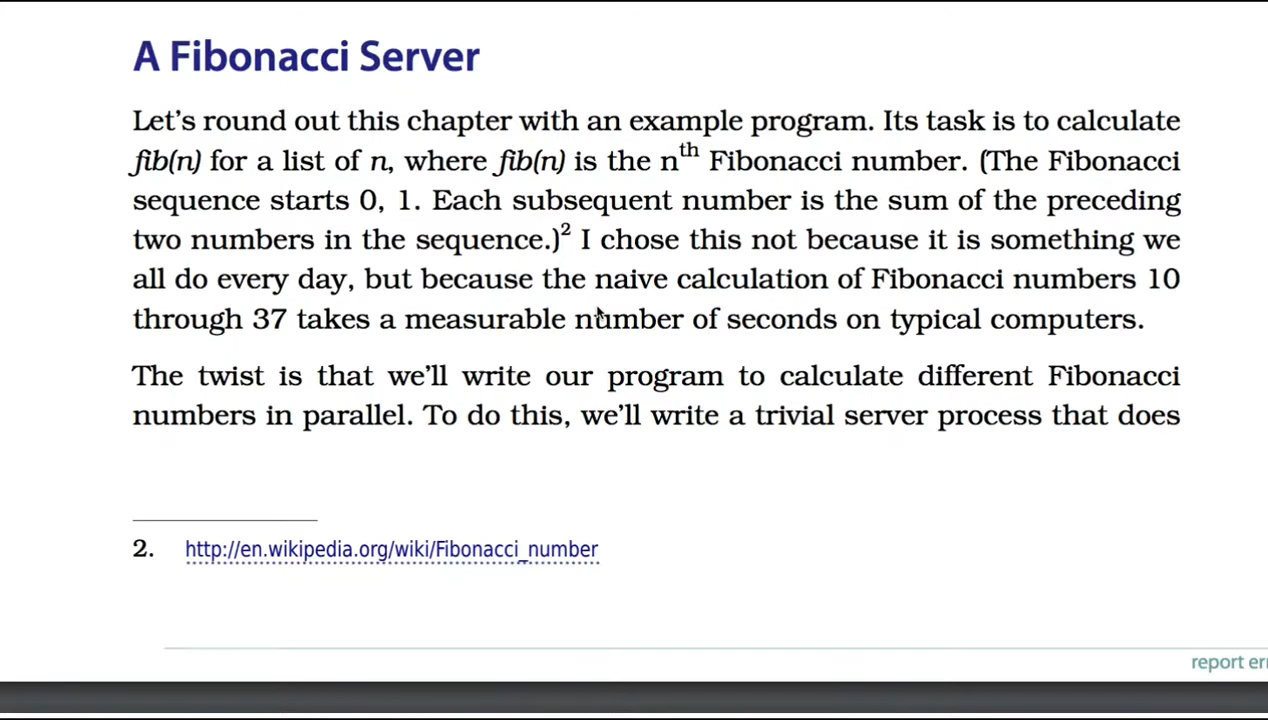 A Fibonacci Server
Let's round out this chapter with an example program. Its task is to calculate
fib(n) for a list of n, where fib(n) is the nth Fibonacci number. (The Fibonacci
sequence starts 0, 1. Each subsequent number is the sum of the preceding
two numbers in the sequence.)2 I chose this not because it is something we
all do every day, but because the naive calculation of Fibonacci numbers 10
through 37 takes a measurable number of seconds on typical computers.
The twist is that we'll write our program to calculate different Fibonacci
numbers in parallel. To do this, we'll write a trivial server process that does
2. http://en.wikipedia.org/wiki/Fibonacci_number
report er